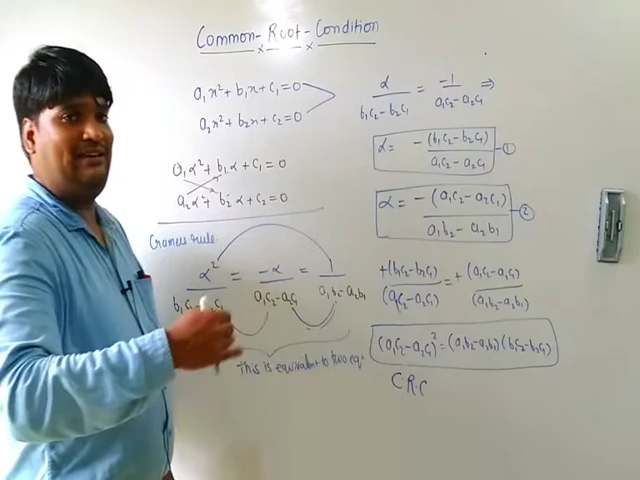 Common-Root-Condition
a₁x² + b₁x + c₁ = 0
a₂x² + b₂x + c₂ = 0
a₁α² + b₁α + c₁ = 0
a₂α² + b₂α + c₂ = 0
Cramers rule
α²/(b₁c₂-b₂c₁) = -α/(a₁c₂-a₂c₁) = 1/(a₁b₂-a₂b₁)
This is equivalent to two eqⁿ.
α/(b₁c₂-b₂c₁) = -1/(a₁c₂-a₂c₁) ⇒
α = -(b₁c₂-b₂c₁)/(a₁c₂-a₂c₁) — ①
α = -(a₁c₂-a₂c₁)/(a₁b₂-a₂b₁) — ②
+(b₁c₂-b₂c₁)/(a₁c₂-a₂c₁) = +(a₁c₂-a₂c₁)/(a₁b₂-a₂b₁)
(a₁c₂-a₂c₁)² = (a₁b₂-a₂b₁)(b₁c₂-b₂c₁)
C.R.C